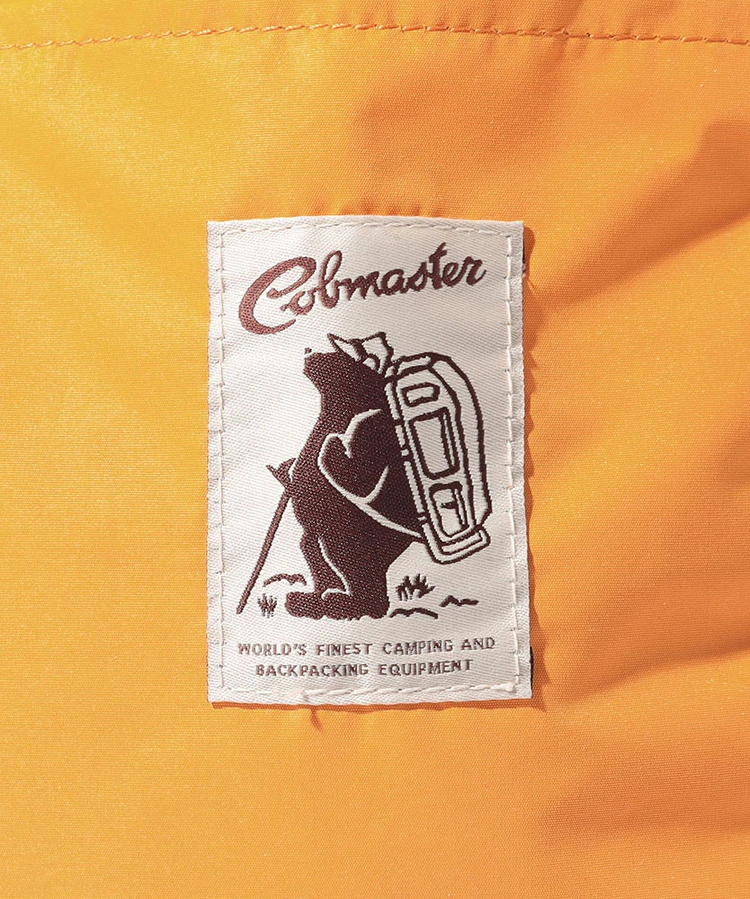 Cobmaster
WORLD'S FINEST CAMPING AND
BACKPACKING EQUIPMENT